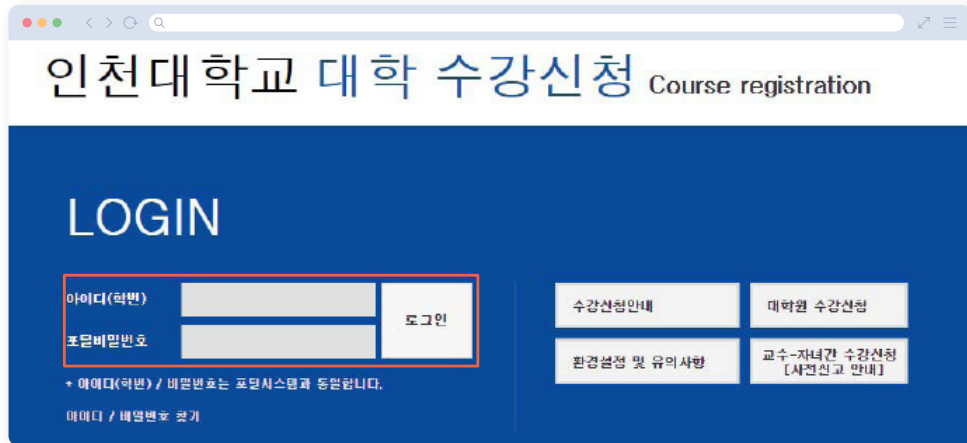 인천대학교 대학 수강신청 Course registration
LOGIN
아이디(학번)
포털비밀번호
로그인
* 아이디(학번) / 비밀번호는 포털시스템과 동일합니다.
아이디 / 비밀번호 찾기
수강신청안내
대학원 수강신청
환경설정 및 유의사항
교수-자녀간 수강신청
[사전신고 안내]